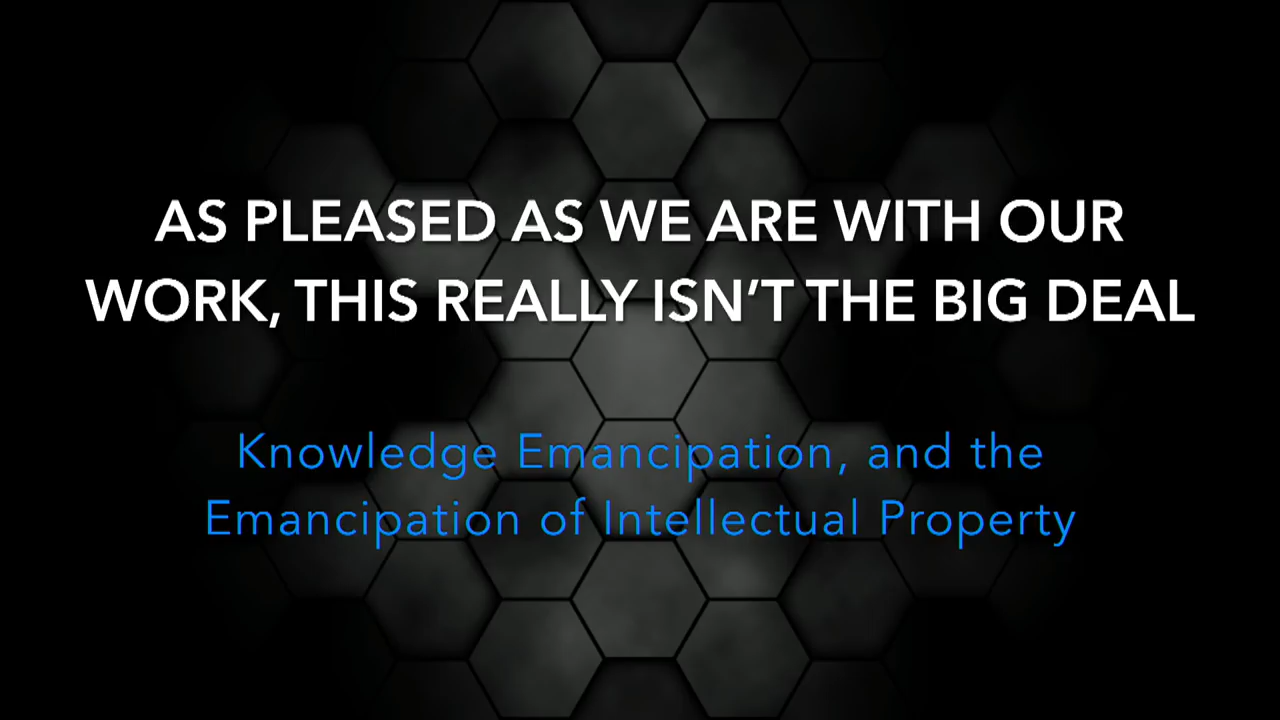 AS PLEASED AS WE ARE WITH OUR
WORK, THIS REALLY ISN’T THE BIG DEAL
Knowledge Emancipation, and the
Emancipation of Intellectual Property